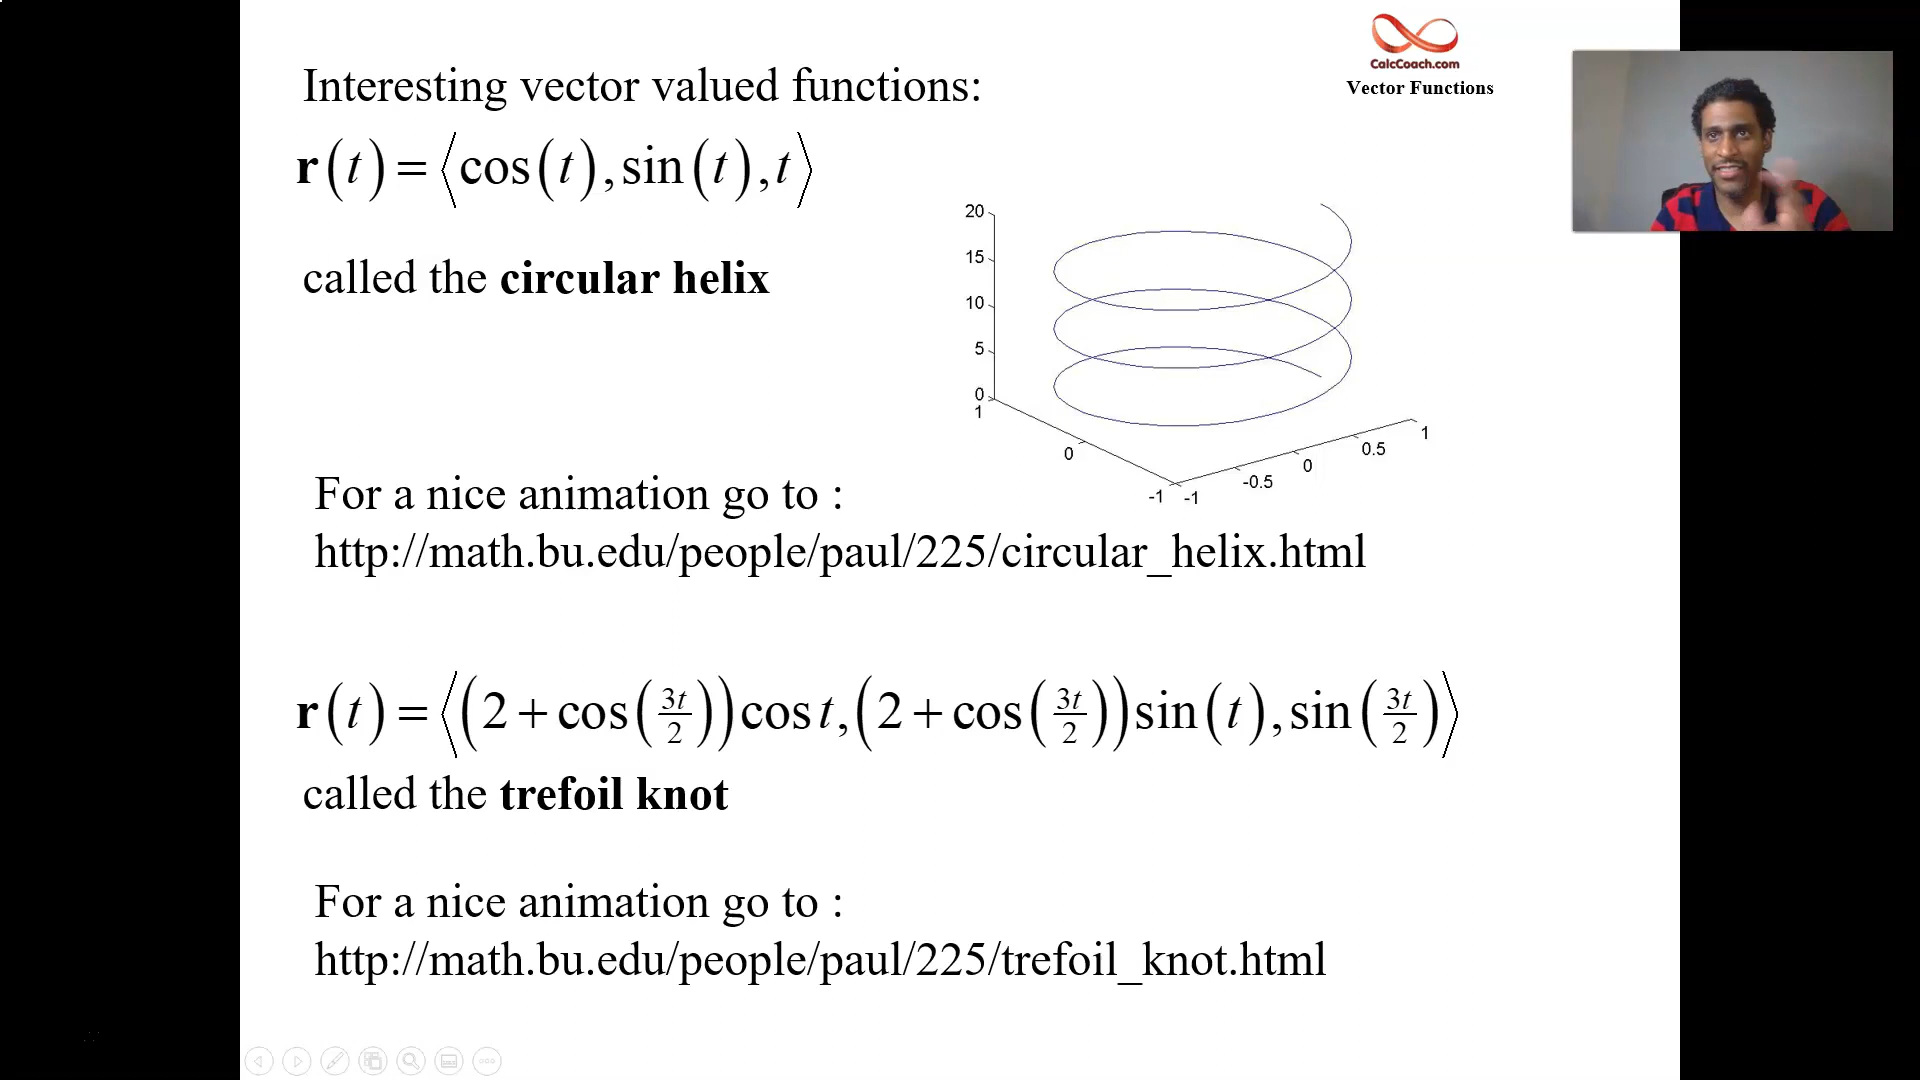 CalcCoach.com
Vector Functions
Interesting vector valued functions:
r(t) = ⟨cos(t), sin(t), t⟩
called the circular helix
20
15
10
5
0
1
0
-1
-1
-0.5
0
0.5
1
For a nice animation go to :
http://math.bu.edu/people/paul/225/circular_helix.html
r(t) = ⟨(2 + cos(3t/2)) cos t, (2 + cos(3t/2)) sin(t), sin(3t/2)⟩
called the trefoil knot
For a nice animation go to :
http://math.bu.edu/people/paul/225/trefoil_knot.html